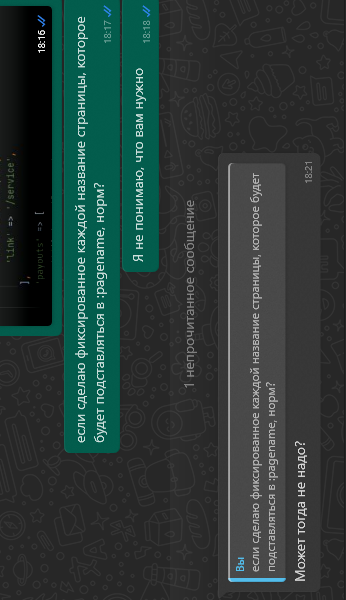 'link' => '/service',
],
'payouts' => [
18:16
если сделаю фиксированное каждой название страницы, которое
будет подставляться в :pagename, норм?
18:17
Я не понимаю, что вам нужно
18:18
1 непрочитанное сообщение
Вы
если сделаю фиксированное каждой название страницы, которое будет
подставляться в :pagename, норм?
Может тогда не надо?
18:21